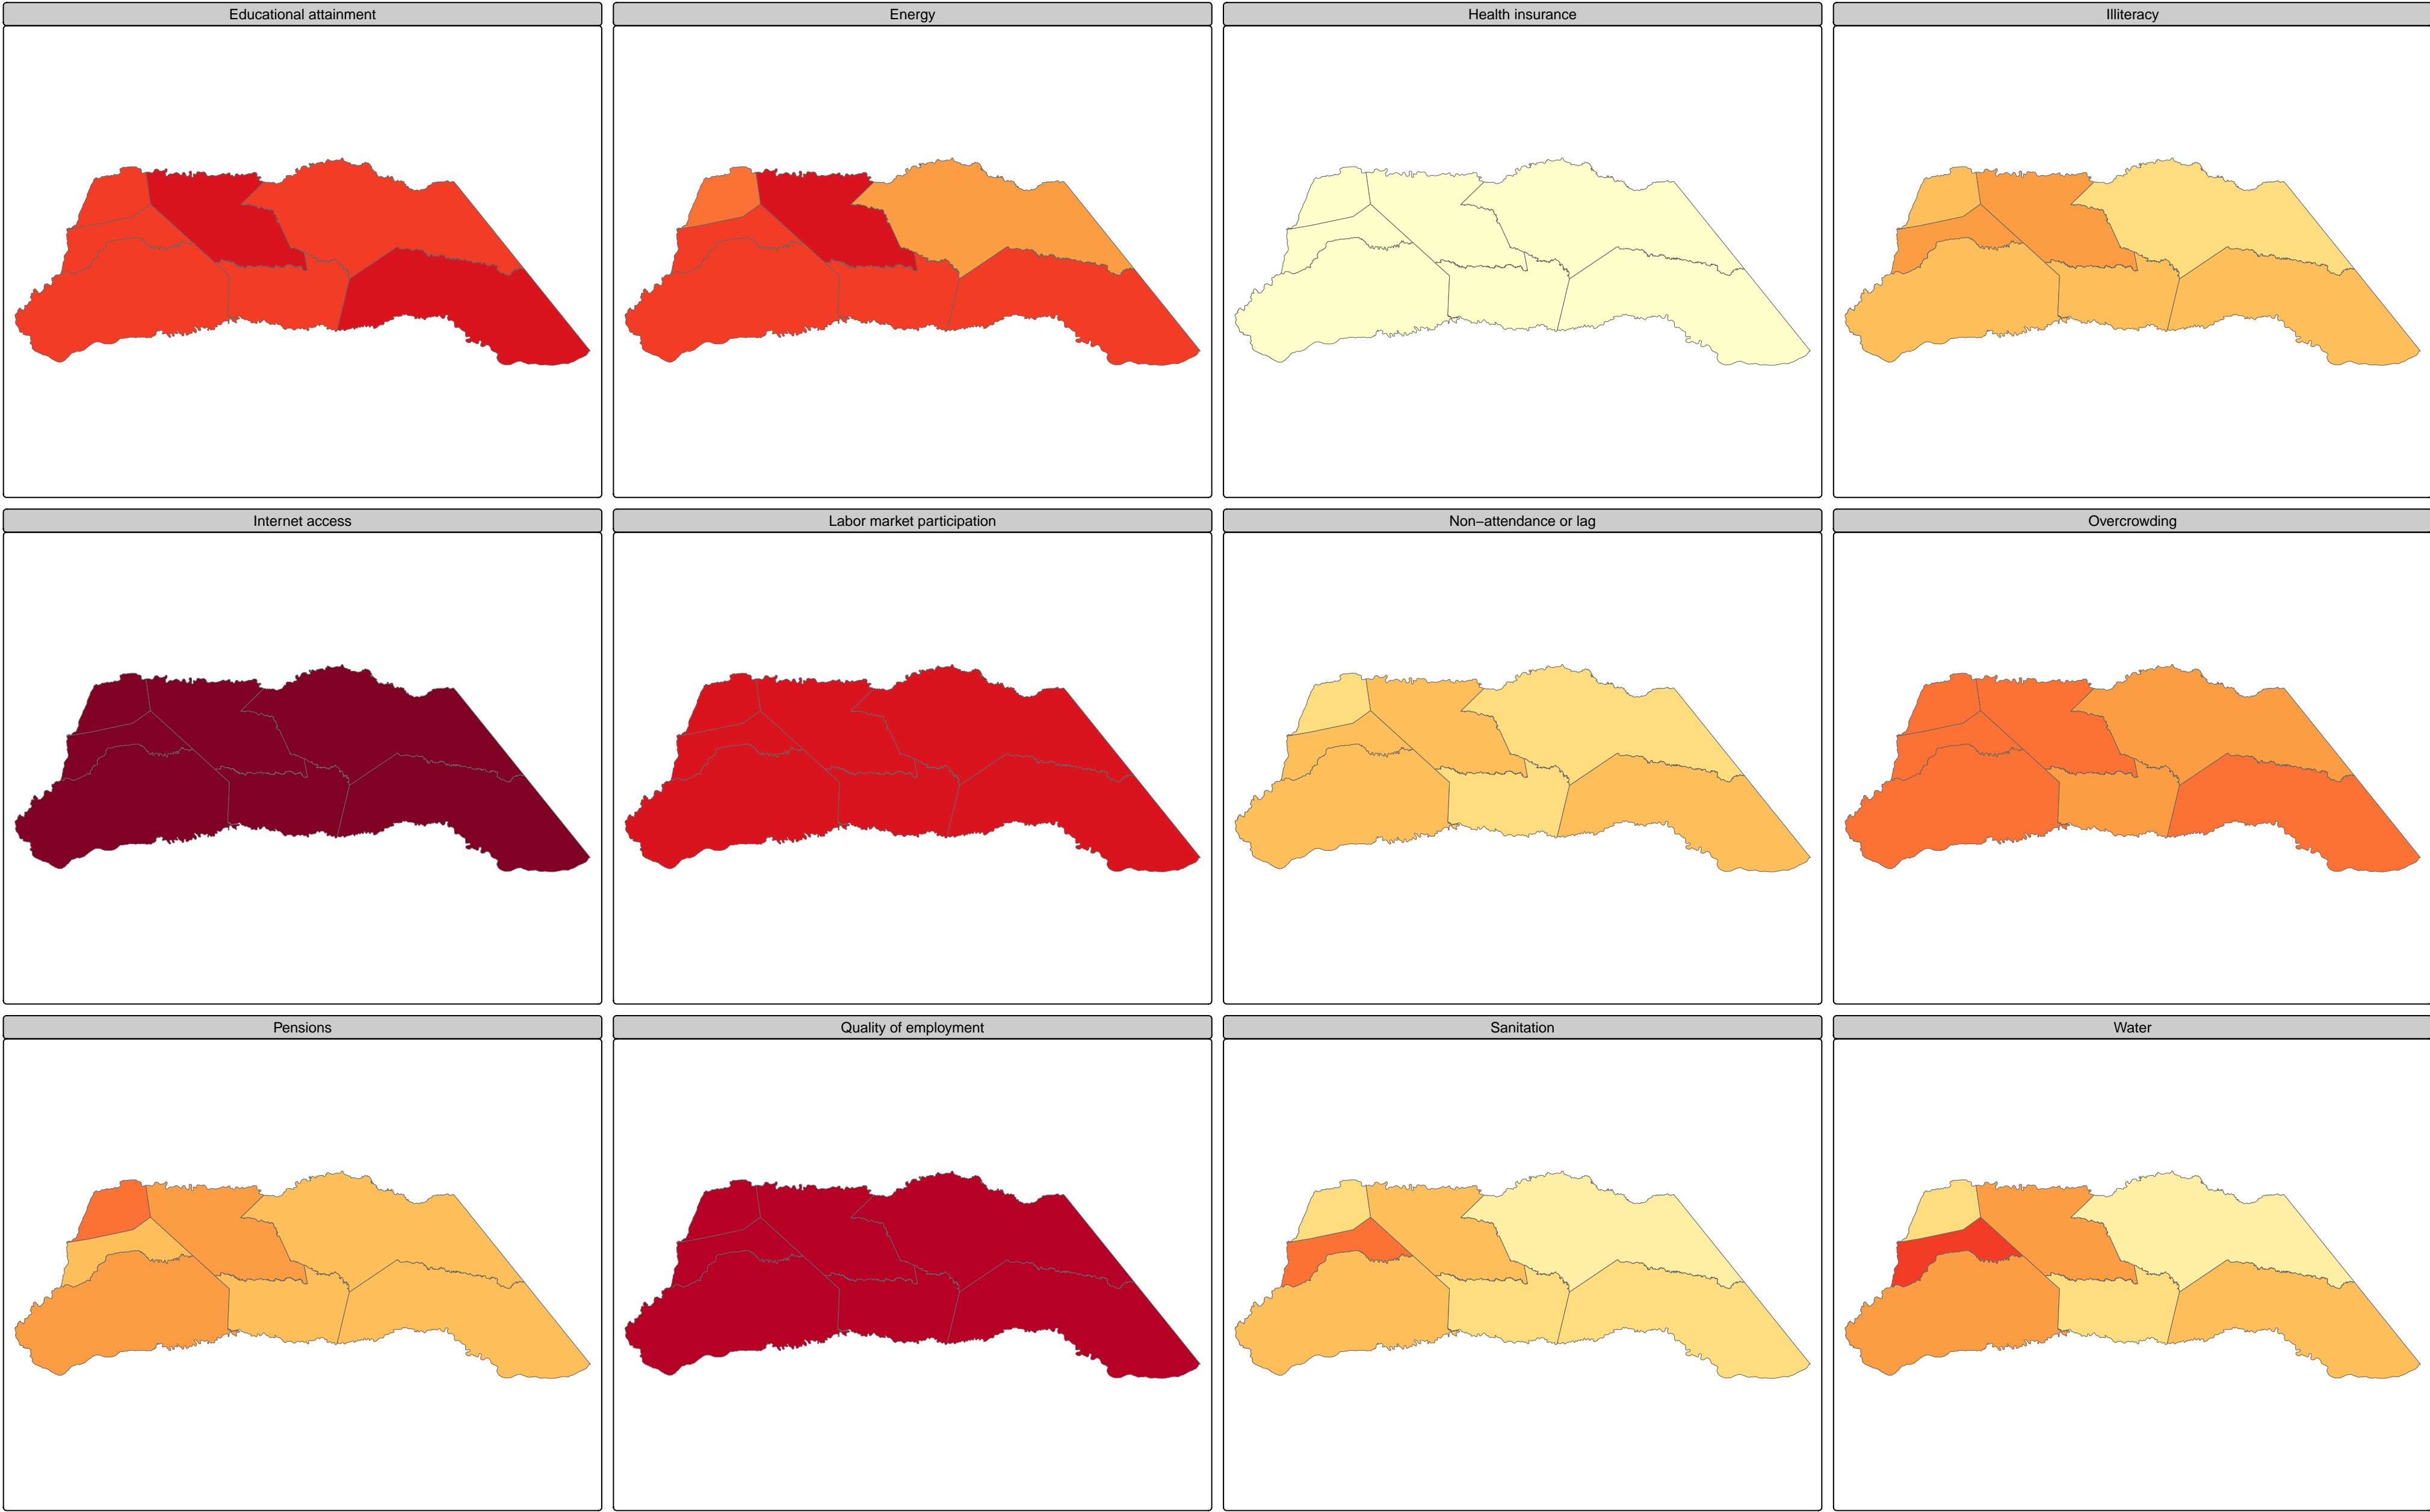 Educational attainment
Energy
Health insurance
Illiteracy
Internet access
Labor market participation
Non−attendance or lag
Overcrowding
Pensions
Quality of employment
Sanitation
Water